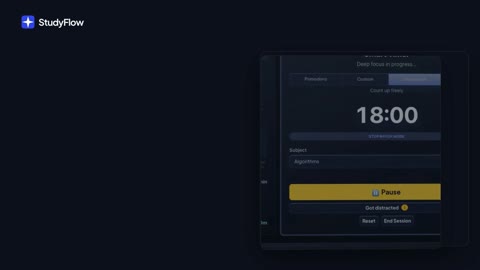 StudyFlow
Deep focus in progress...
Pomodoro
Custom
Count up freely
18:00
STOPWATCH MODE
Subject
Algorithms
Pause
Got distracted
Reset
End Session